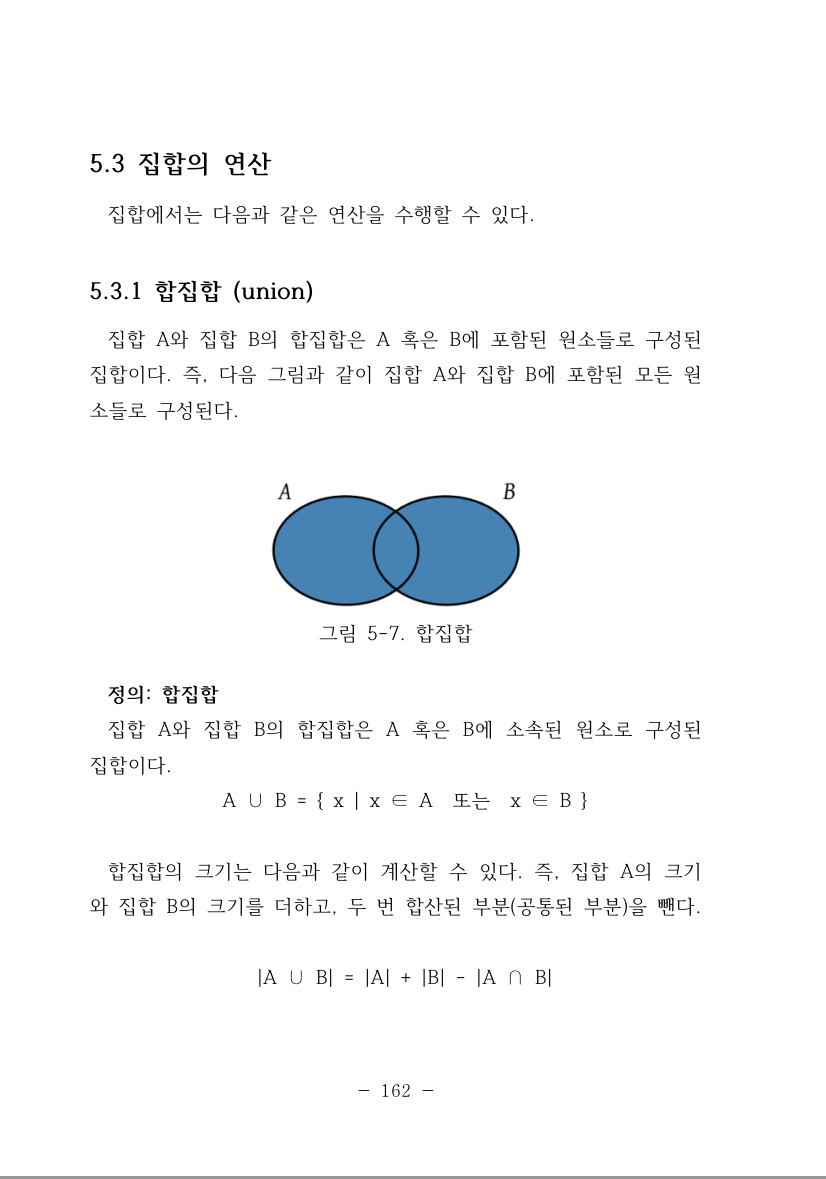 5.3 집합의 연산
집합에서는 다음과 같은 연산을 수행할 수 있다.
5.3.1 합집합 (union)
집합 A와 집합 B의 합집합은 A 혹은 B에 포함된 원소들로 구성된
집합이다. 즉, 다음 그림과 같이 집합 A와 집합 B에 포함된 모든 원
소들로 구성된다.
A B
그림 5-7. 합집합
정의: 합집합
집합 A와 집합 B의 합집합은 A 혹은 B에 소속된 원소로 구성된
집합이다.
A ∪ B = { x | x ∈ A 또는 x ∈ B }
합집합의 크기는 다음과 같이 계산할 수 있다. 즉, 집합 A의 크기
와 집합 B의 크기를 더하고, 두 번 합산된 부분(공통된 부분)을 뺀다.
|A ∪ B| = |A| + |B| - |A ∩ B|
- 162 -